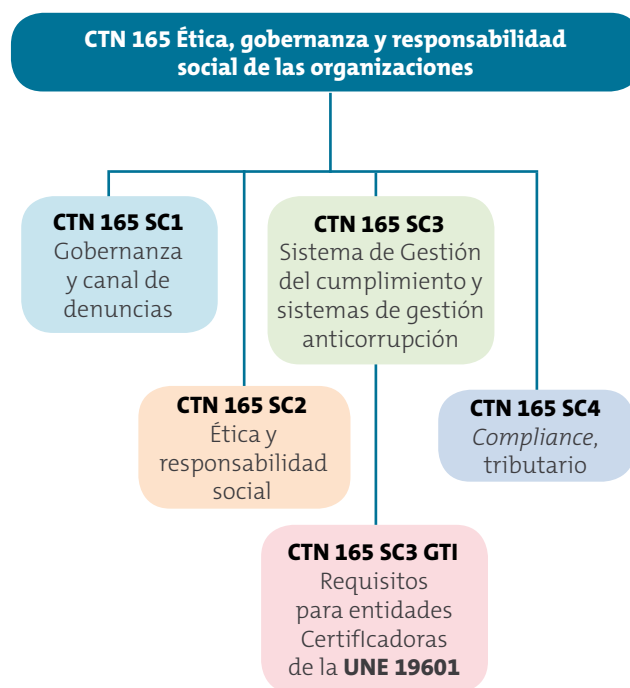 CTN 165 Ética, gobernanza y responsabilidad
social de las organizaciones
CTN 165 SC1
Gobernanza
y canal de
denuncias
CTN 165 SC3
Sistema de Gestión
del cumplimiento y
sistemas de gestión
anticorrupción
CTN 165 SC2
Ética y
responsabilidad
social
CTN 165 SC4
Compliance,
tributario
CTN 165 SC3 GTI
Requisitos
para entidades
Certificadoras
de la UNE 19601